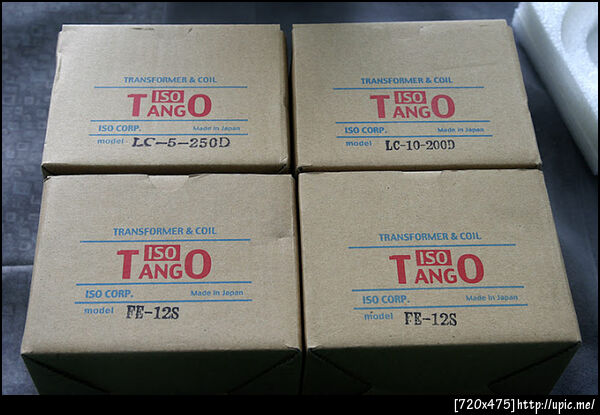 TRANSFORMER & COIL
ISO
TANGO
ISO CORP. Made in Japan
model LC-5-250D
TRANSFORMER & COIL
ISO
TANGO
ISO CORP. Made in Japan
model LC-10-200D
TRANSFORMER & COIL
ISO
TANGO
ISO CORP. Made in Japan
model FE-12S
TRANSFORMER & COIL
ISO
TANGO
ISO CORP. Made in Japan
model FE-12S
[720x475]http://upic.me/